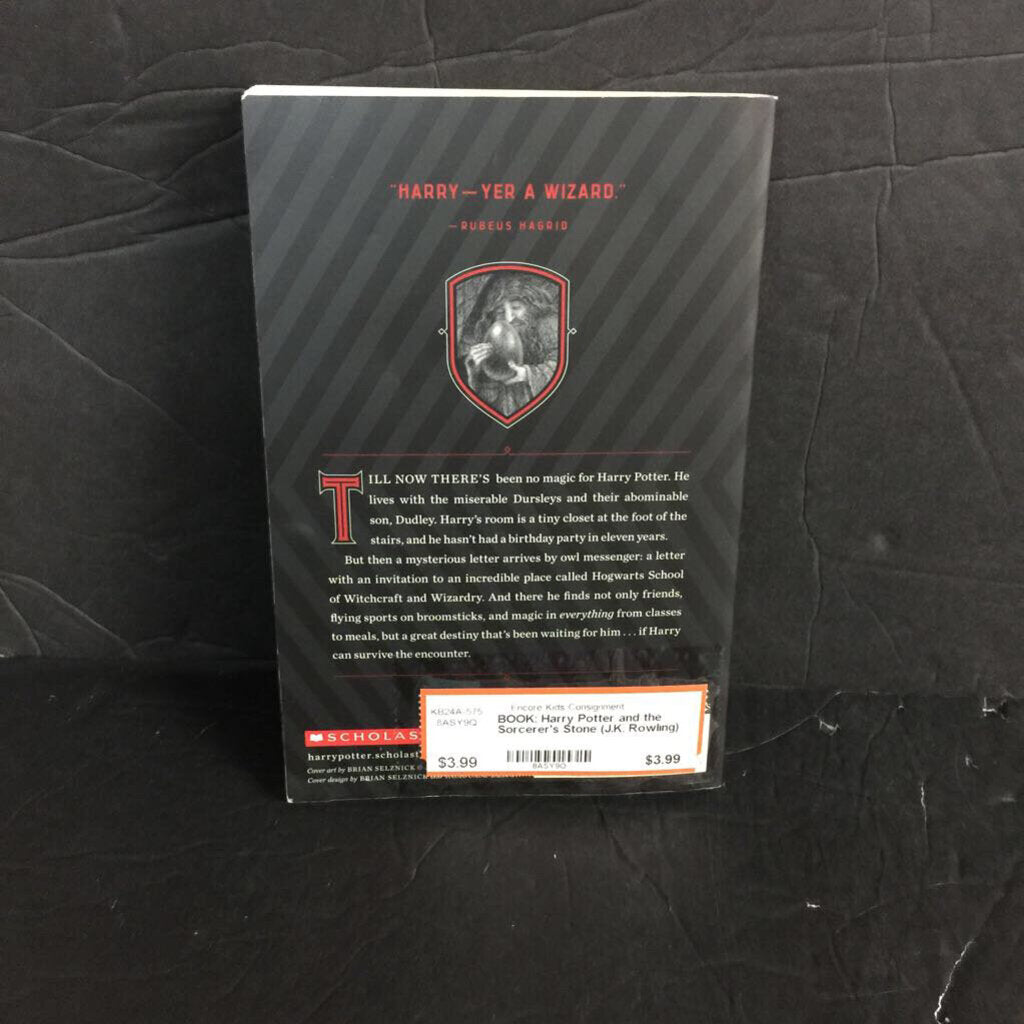 "HARRY—YER A WIZARD."
—RUBEUS HAGRID
TILL NOW THERE'S been no magic for Harry Potter. He
lives with the miserable Dursleys and their abominable
son, Dudley. Harry's room is a tiny closet at the foot of the
stairs, and he hasn't had a birthday party in eleven years.
But then a mysterious letter arrives by owl messenger: a letter
with an invitation to an incredible place called Hogwarts School
of Witchcraft and Wizardry. And there he finds not only friends,
flying sports on broomsticks, and magic in everything from classes
to meals, but a great destiny that's been waiting for him . . . if Harry
can survive the encounter.
SCHOLAS
harrypotter.scholast
Cover art by BRIAN SELZNICK ©
Cover design by BRIAN SELZNICK
KB24A-575
8ASY9Q
Encore Kids Consignment
BOOK: Harry Potter and the
Sorcerer's Stone (J.K. Rowling)
$3.99
8ASY9Q
$3.99